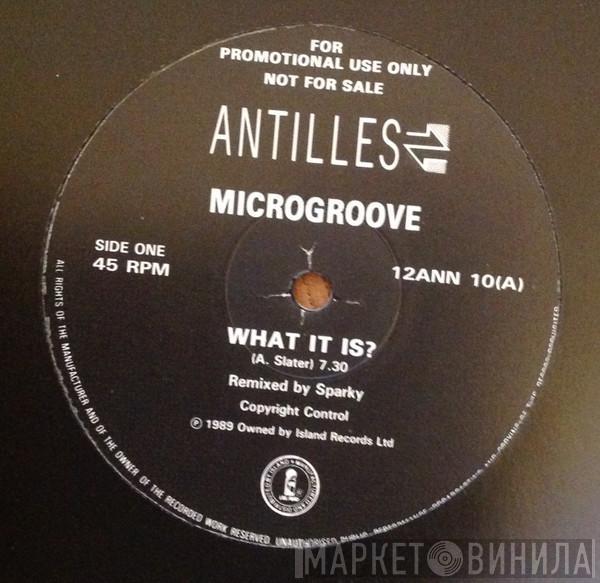 FOR
PROMOTIONAL USE ONLY
NOT FOR SALE
ANTILLES
MICROGROOVE
SIDE ONE
45 RPM
12ANN 10(A)
WHAT IT IS?
(A. Slater) 7.30
Remixed by Sparky
Copyright Control
℗ 1989 Owned by Island Records Ltd
ALL RIGHTS OF THE MANUFACTURER AND OF THE OWNER OF THE RECORDED WORK RESERVED. UNAUTHORISED PUBLIC
МАРКЕТ ВИНИЛА